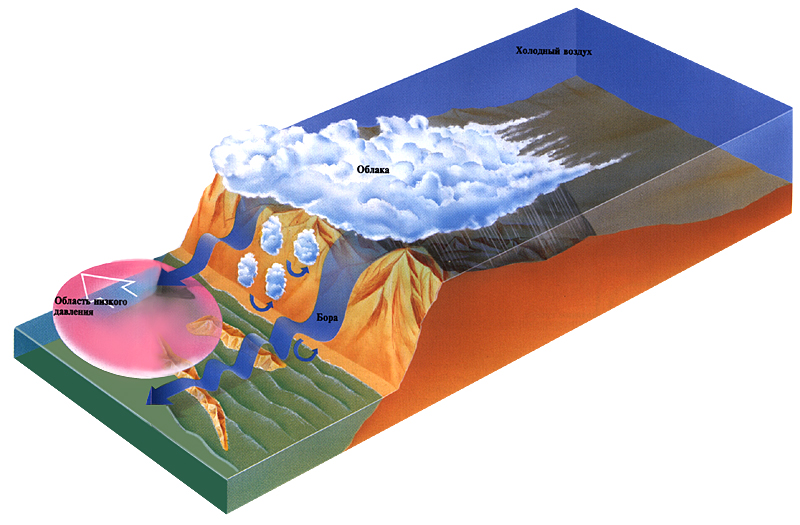 Холодный воздух
Облака
Область низкого
давления
Бора